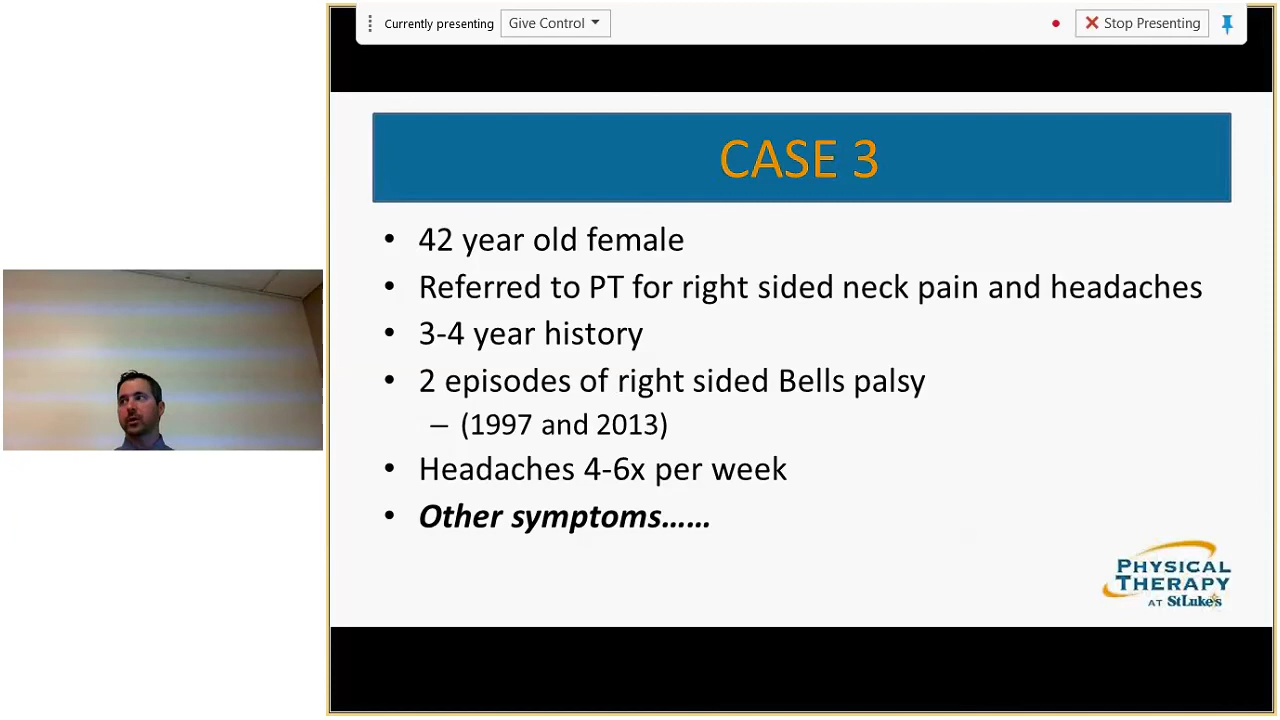 Currently presenting
Give Control
Stop Presenting
CASE 3
• 42 year old female
• Referred to PT for right sided neck pain and headaches
• 3-4 year history
• 2 episodes of right sided Bells palsy
– (1997 and 2013)
• Headaches 4-6x per week
• Other symptoms……
PHYSICAL
THERAPY
AT StLuke's